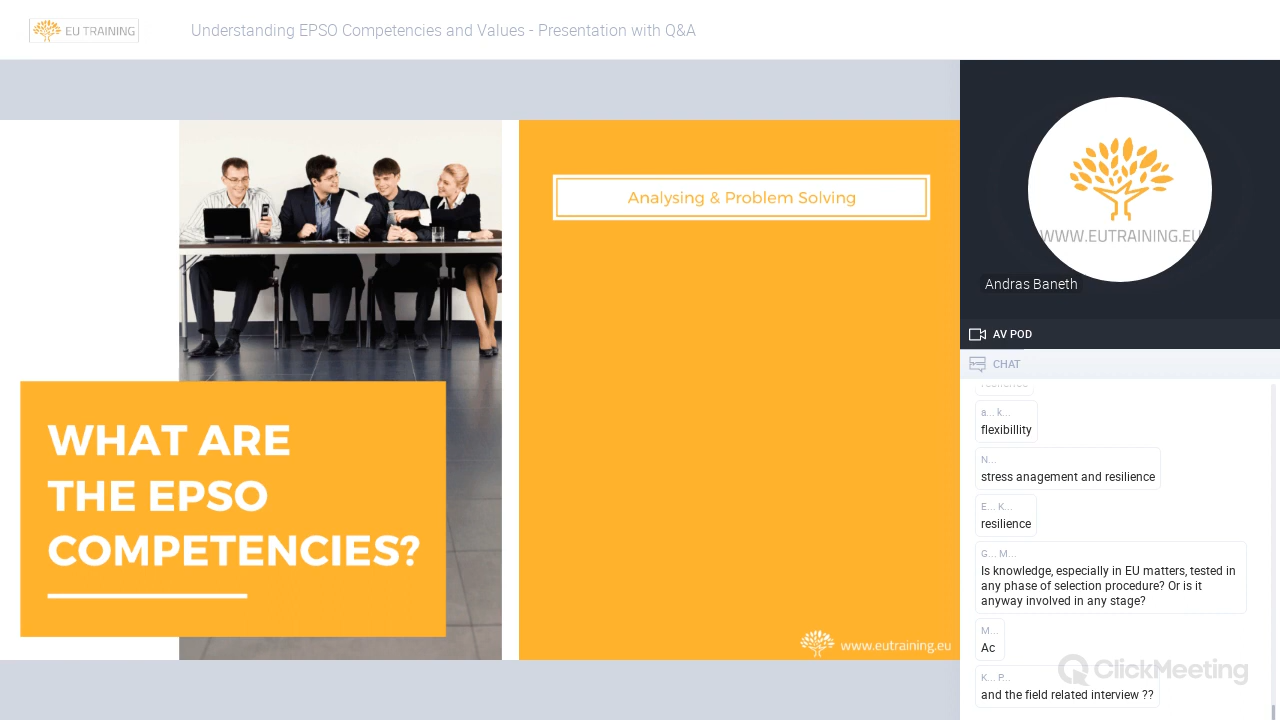 EU TRAINING
Understanding EPSO Competencies and Values - Presentation with Q&A
Analysing & Problem Solving
WHAT ARE
THE EPSO
COMPETENCIES?
www.eutraining.eu
WWW.EUTRAINING.EU
Andras Baneth
AV POD
CHAT
resilience
a... k...
flexibillity
N...
stress anagement and resilience
E... K...
resilience
G... M...
Is knowledge, especially in EU matters, tested in
any phase of selection procedure? Or is it
anyway involved in any stage?
M...
Ac
K... P...
and the field related interview ??
ClickMeeting